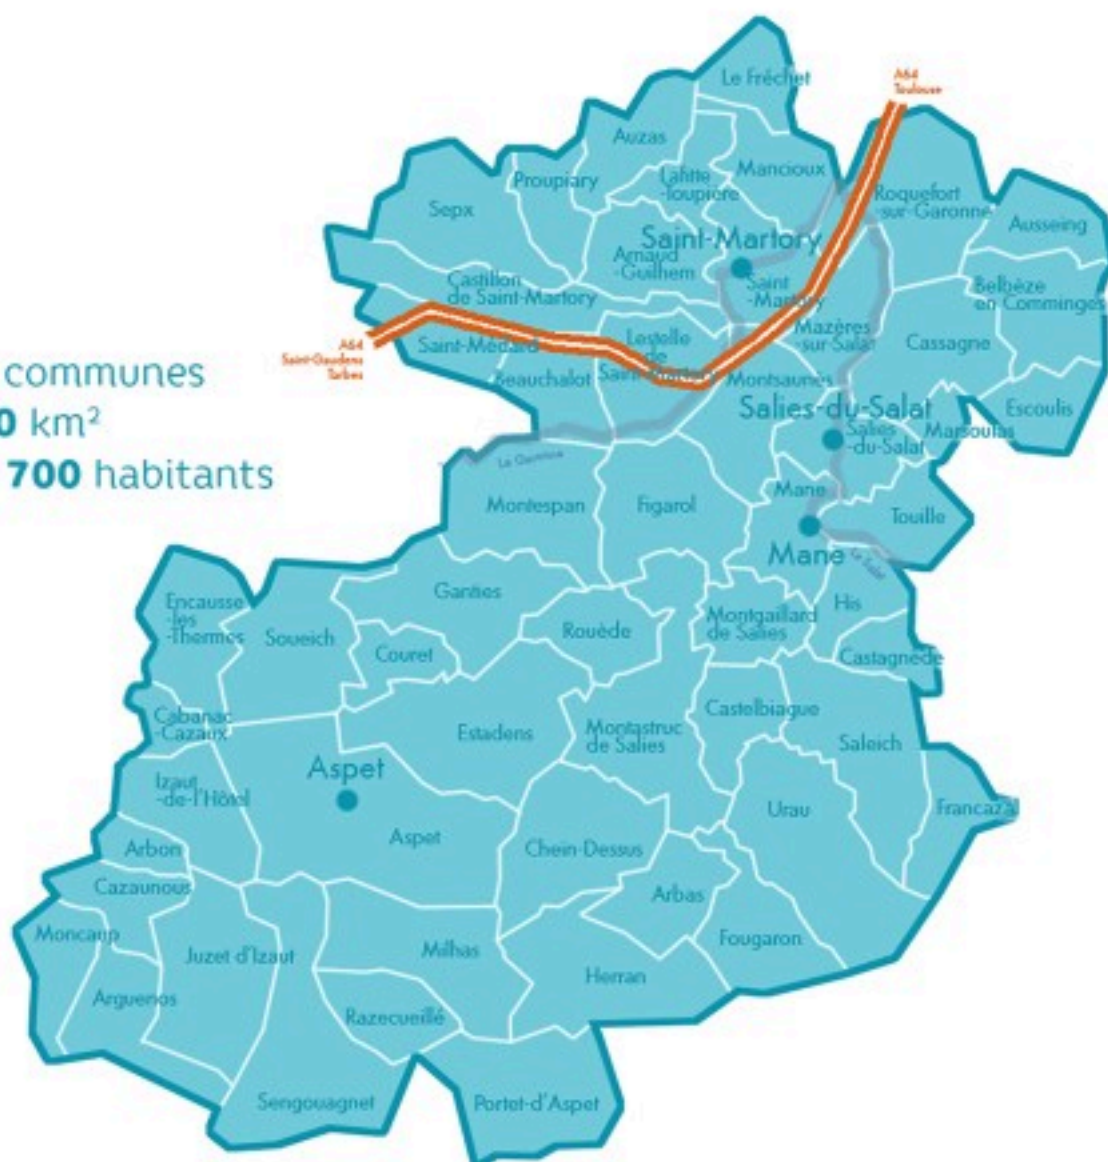 Le Fréchet
A64
Toulouse
Auzas
Mancioux
Proupiary
Lafitte
-toupière
Roquefort
-sur-Garonne
Sepx
Ausseing
Saint-Martory
Arnaud
-Guilhem
Castillon
de Saint-Martory
Saint
-Martory
Belbèze
en Comminges
Mazères
-sur-Salat
A64
Saint-Gaudens
Tarbes
Saint-Médard
Lestelle
de
Saint-Martory
Cassagne
communes
Beauchalot
Montsaunès
0 km²
Salies-du-Salat
Escoulis
Salies
-du-Salat
Marsoulas
700 habitants
La Garonne
Montespan
Figarol
Mane
Touille
Mane
Le Salat
Ganties
Encausse
-les
-Thermes
Soueich
Couret
Rouède
Montgaillard
de Salies
His
Castagnède
Cabanac
-Cazaux
Estadens
Montastruc
de Salies
Castelbiague
Saleich
Aspet
Izaut
-de-l'Hôtel
Urau
Francazal
Aspet
Arbon
Chein-Dessus
Cazaunous
Arbas
Moncaup
Juzet d'Izaut
Milhas
Fougaron
Herran
Arguenos
Razecueillé
Sengouagnet
Portet-d'Aspet